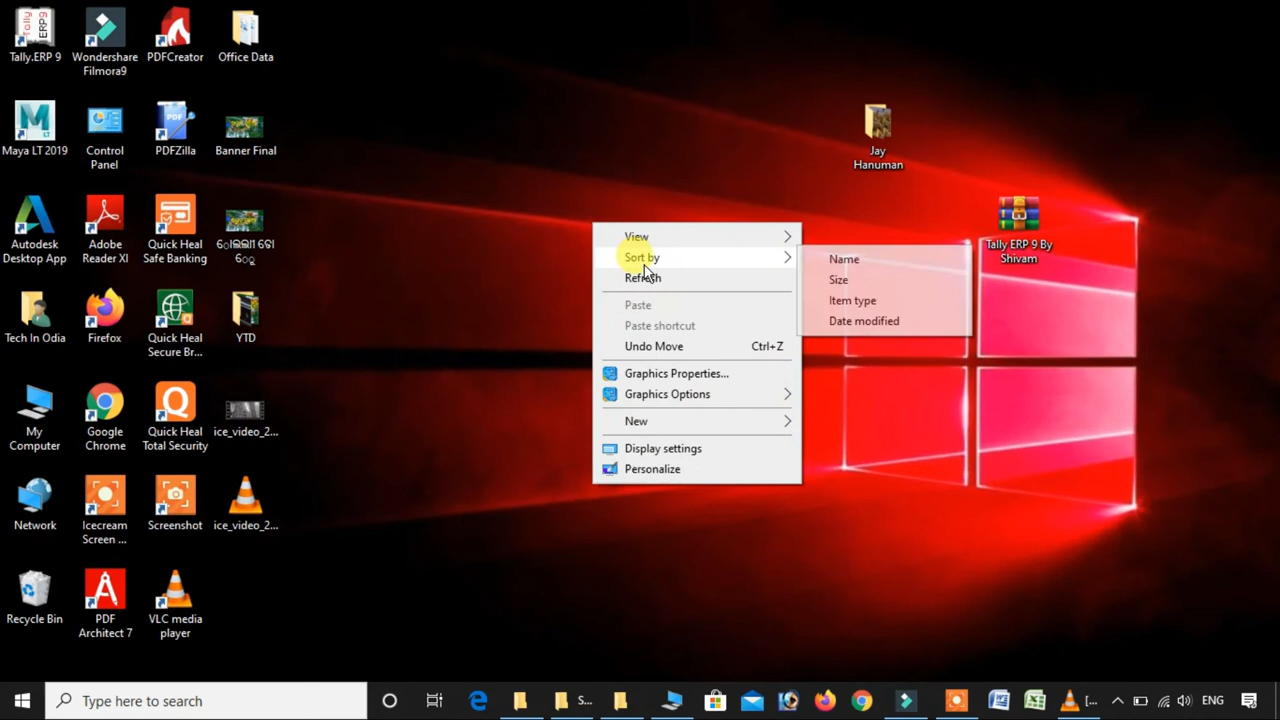 Tally.ERP 9
Wondershare
Filmora9
PDFCreator
Office Data
Maya LT 2019
Control
Panel
PDFZilla
Banner Final
Autodesk
Desktop App
Adobe
Reader XI
Quick Heal
Safe Banking
Tech In Odia
Firefox
Quick Heal
Secure Br...
YTD
My
Computer
Google
Chrome
Quick Heal
Total Security
ice_video_2...
Network
Icecream
Screen ...
Screenshot
ice_video_2...
Recycle Bin
PDF
Architect 7
VLC media
player
Jay
Hanuman
Tally ERP 9 By
Shivam
View
Sort by
Refresh
Paste
Paste shortcut
Undo Move Ctrl+Z
Graphics Properties...
Graphics Options
New
Display settings
Personalize
Name
Size
Item type
Date modified
Type here to search
S...
[...
ENG